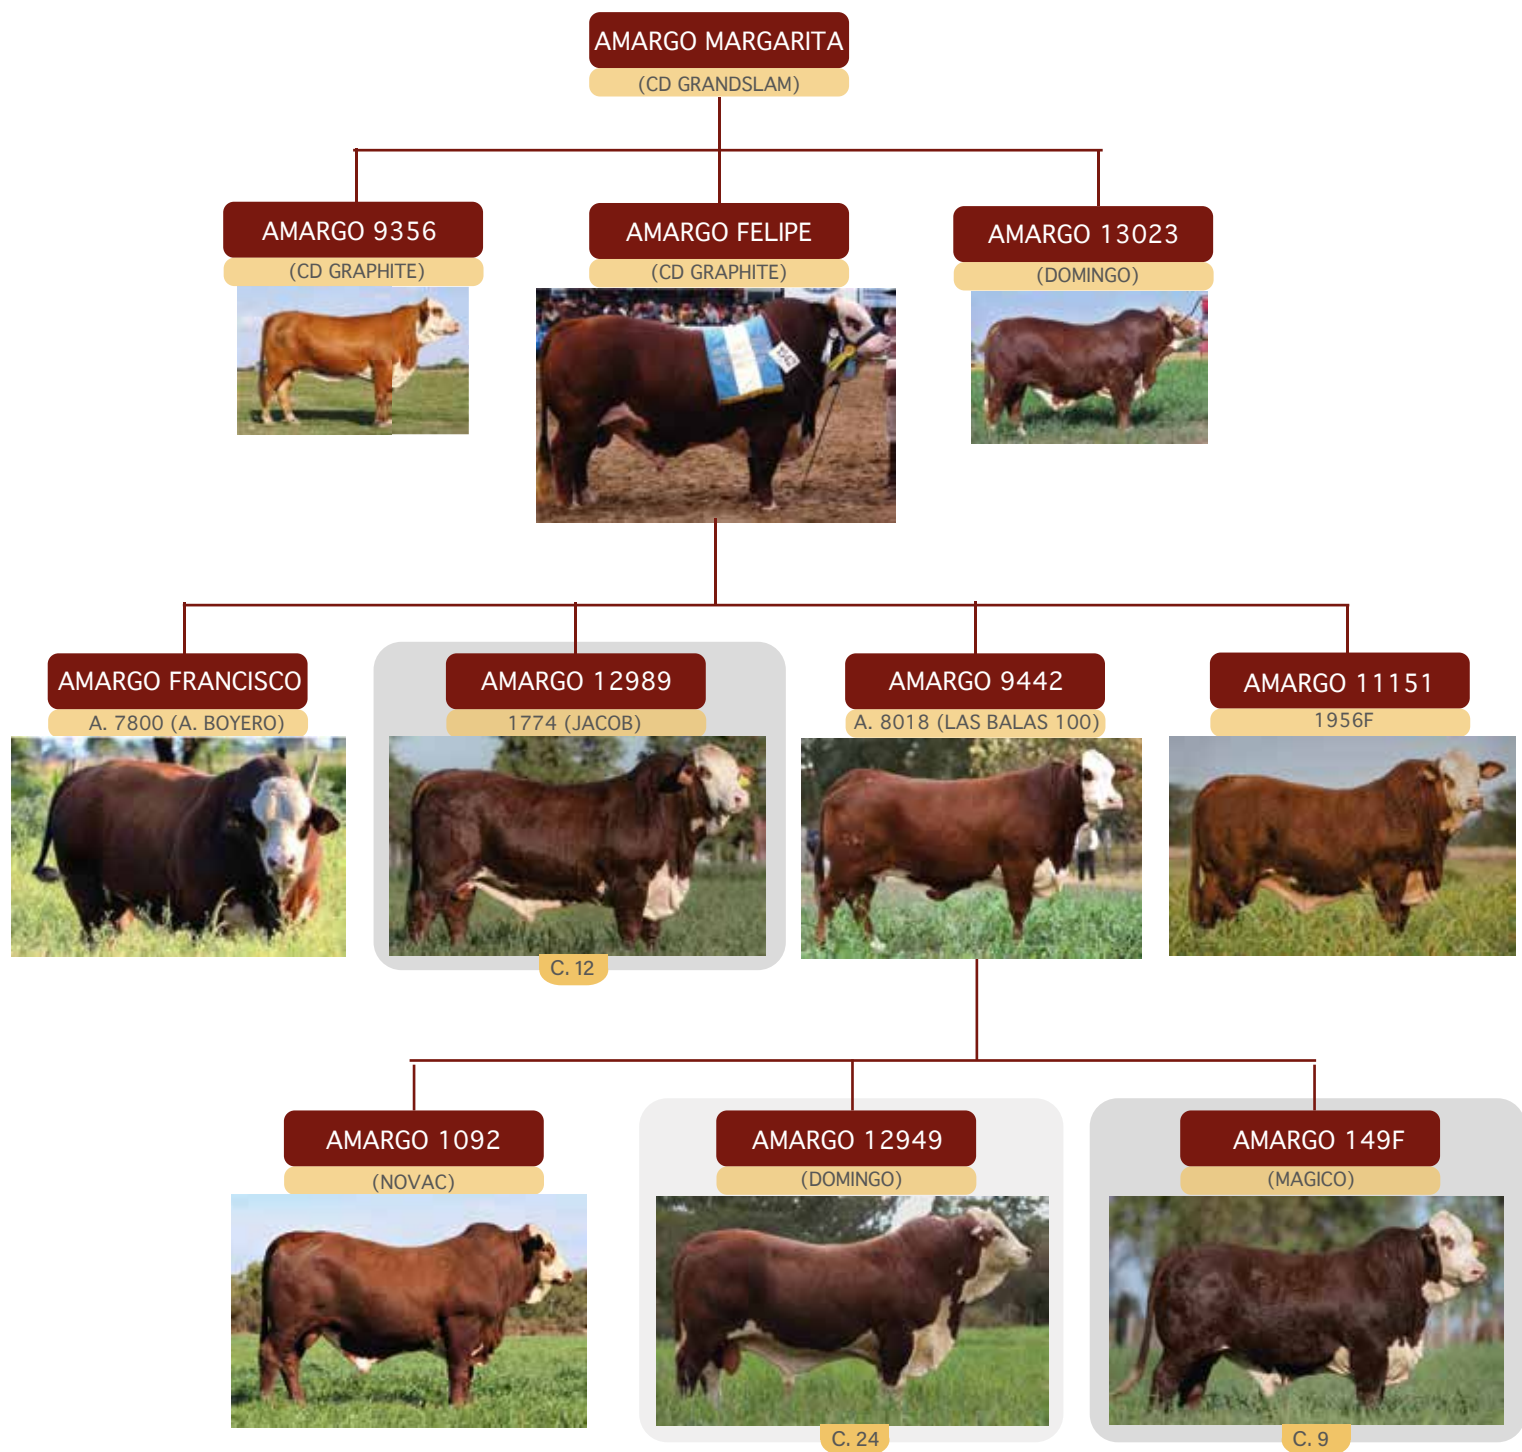 AMARGO MARGARITA
(CD GRANDSLAM)
AMARGO 9356
(CD GRAPHITE)
AMARGO FELIPE
(CD GRAPHITE)
AMARGO 13023
(DOMINGO)
1942
AMARGO FRANCISCO
A. 7800 (A. BOYERO)
AMARGO 12989
1774 (JACOB)
AMARGO 9442
A. 8018 (LAS BALAS 100)
AMARGO 11151
1956F
C. 12
AMARGO 1092
(NOVAC)
AMARGO 12949
(DOMINGO)
AMARGO 149F
(MAGICO)
C. 24
C. 9